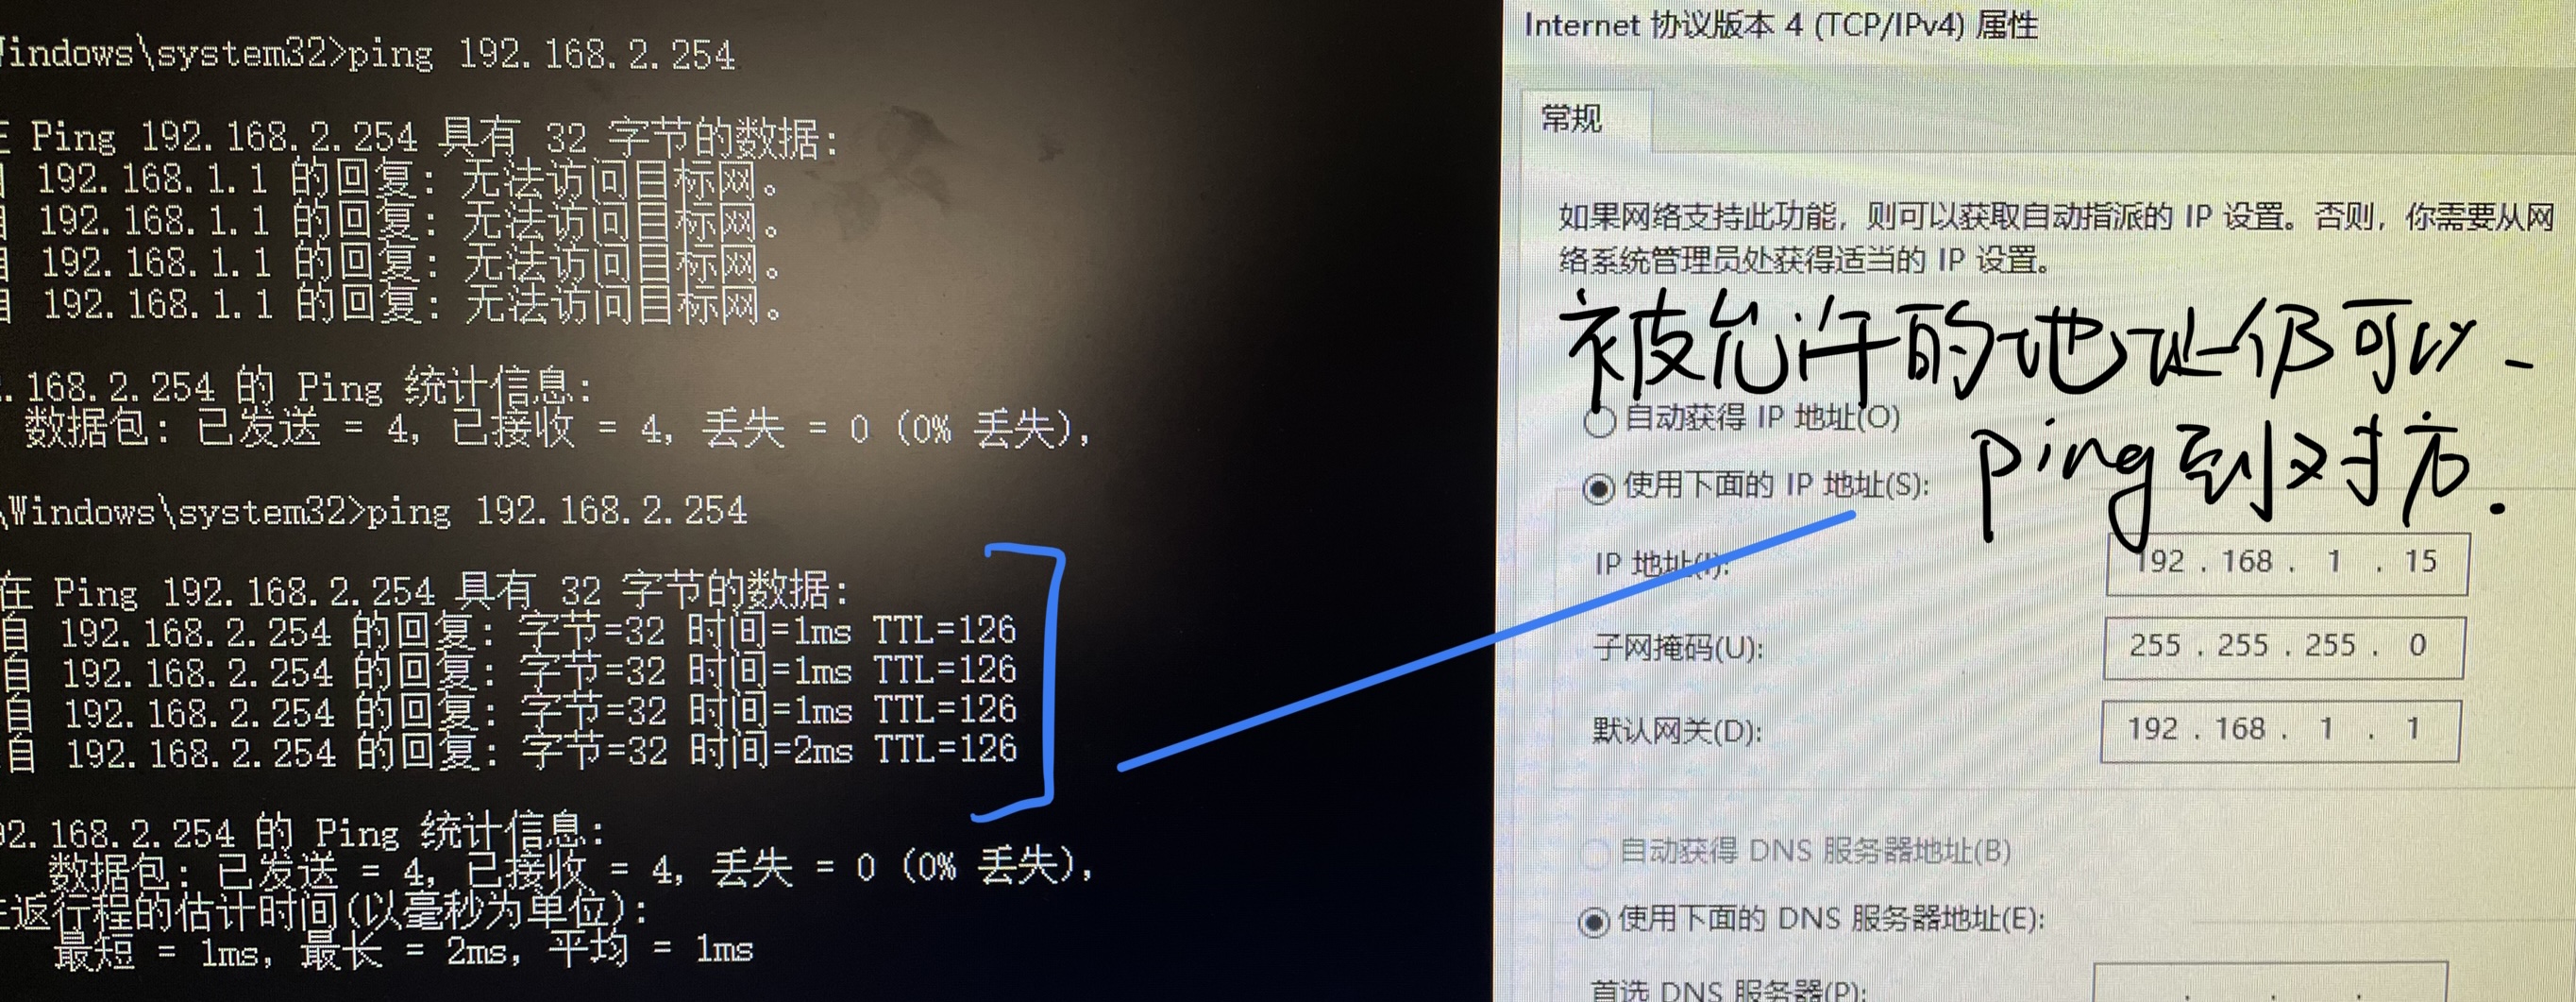 Windows\system32>ping 192.168.2.254
Ping 192.168.2.254 具有 32 字节的数据:
192.168.1.1 的回复: 无法访问目标网。
192.168.1.1 的回复: 无法访问目标网。
192.168.1.1 的回复: 无法访问目标网。
192.168.1.1 的回复: 无法访问目标网。
.168.2.254 的 Ping 统计信息:
数据包: 已发送 = 4, 已接收 = 4, 丢失 = 0 (0% 丢失),
\Windows\system32>ping 192.168.2.254
在 Ping 192.168.2.254 具有 32 字节的数据:
自 192.168.2.254 的回复: 字节=32 时间=1ms TTL=126
自 192.168.2.254 的回复: 字节=32 时间=1ms TTL=126
自 192.168.2.254 的回复: 字节=32 时间=1ms TTL=126
自 192.168.2.254 的回复: 字节=32 时间=2ms TTL=126
92.168.2.254 的 Ping 统计信息:
数据包: 已发送 = 4, 已接收 = 4, 丢失 = 0 (0% 丢失),
返行程的估计时间(以毫秒为单位):
最短 = 1ms, 最长 = 2ms, 平均 = 1ms
Internet 协议版本 4 (TCP/IPv4) 属性
常规
如果网络支持此功能，则可以获取自动指派的 IP 设置。否则，你需要从网
络系统管理员处获得适当的 IP 设置。
被允许的地址仍可以
ping到对方.
自动获得 IP 地址(O)
使用下面的 IP 地址(S):
IP 地址(I): 192 . 168 . 1 . 15
子网掩码(U): 255 . 255 . 255 . 0
默认网关(D): 192 . 168 . 1 . 1
自动获得 DNS 服务器地址(B)
使用下面的 DNS 服务器地址(E):
首选 DNS 服务器(P):